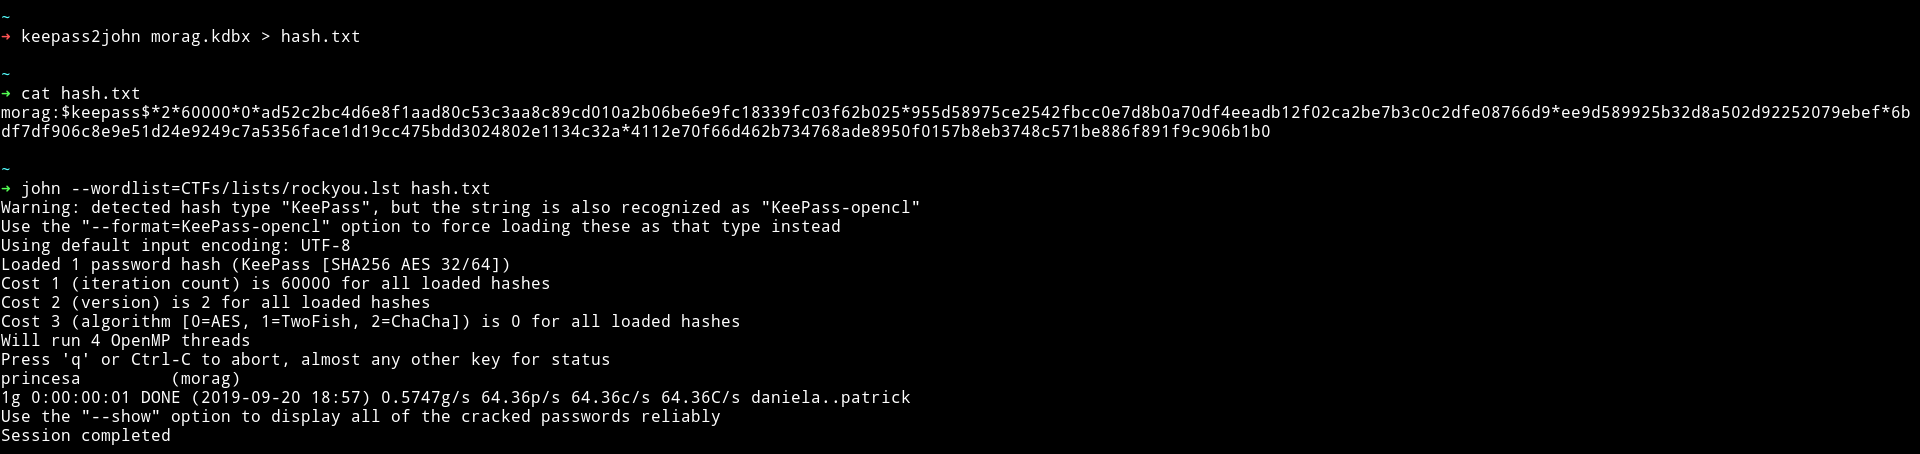 ~
➜ keepass2john morag.kdbx > hash.txt
~
➜ cat hash.txt
morag:$keepass$*2*60000*0*ad52c2bc4d6e8f1aad80c53c3aa8c89cd010a2b06be6e9fc18339fc03f62b025*955d58975ce2542fbcc0e7d8b0a70df4eeadb12f02ca2be7b3c0c2dfe08766d9*ee9d589925b32d8a502d92252079ebef*6b
df7df906c8e9e51d24e9249c7a5356face1d19cc475bdd3024802e1134c32a*4112e70f66d462b734768ade8950f0157b8eb3748c571be886f891f9c906b1b0
~
➜ john --wordlist=CTFs/lists/rockyou.lst hash.txt
Warning: detected hash type "KeePass", but the string is also recognized as "KeePass-opencl"
Use the "--format=KeePass-opencl" option to force loading these as that type instead
Using default input encoding: UTF-8
Loaded 1 password hash (KeePass [SHA256 AES 32/64])
Cost 1 (iteration count) is 60000 for all loaded hashes
Cost 2 (version) is 2 for all loaded hashes
Cost 3 (algorithm [0=AES, 1=TwoFish, 2=ChaCha]) is 0 for all loaded hashes
Will run 4 OpenMP threads
Press 'q' or Ctrl-C to abort, almost any other key for status
princesa         (morag)
1g 0:00:00:01 DONE (2019-09-20 18:57) 0.5747g/s 64.36p/s 64.36c/s 64.36C/s daniela..patrick
Use the "--show" option to display all of the cracked passwords reliably
Session completed